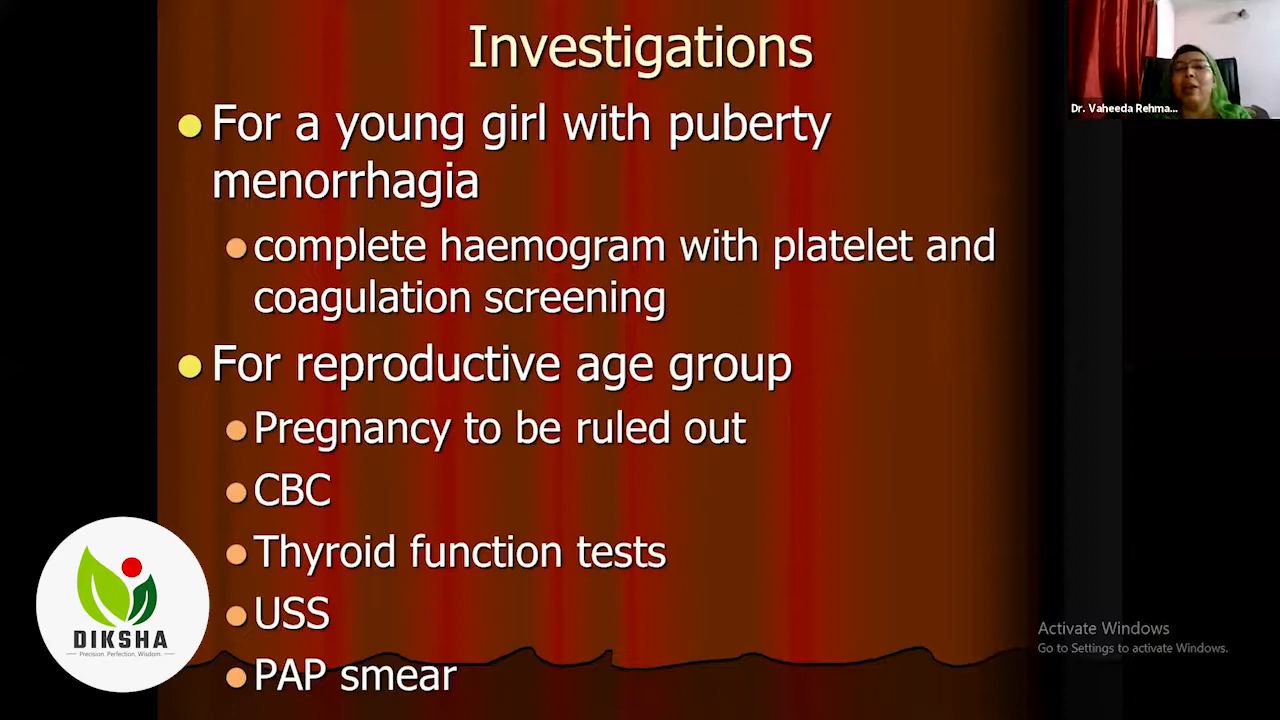 Investigations
For a young girl with puberty
menorrhagia
complete haemogram with platelet and
coagulation screening
For reproductive age group
Pregnancy to be ruled out
CBC
Thyroid function tests
USS
PAP smear
Dr. Vaheeda Rehma...
DIKSHA
Precision. Perfection, Wisdom.
Activate Windows
Go to Settings to activate Windows.